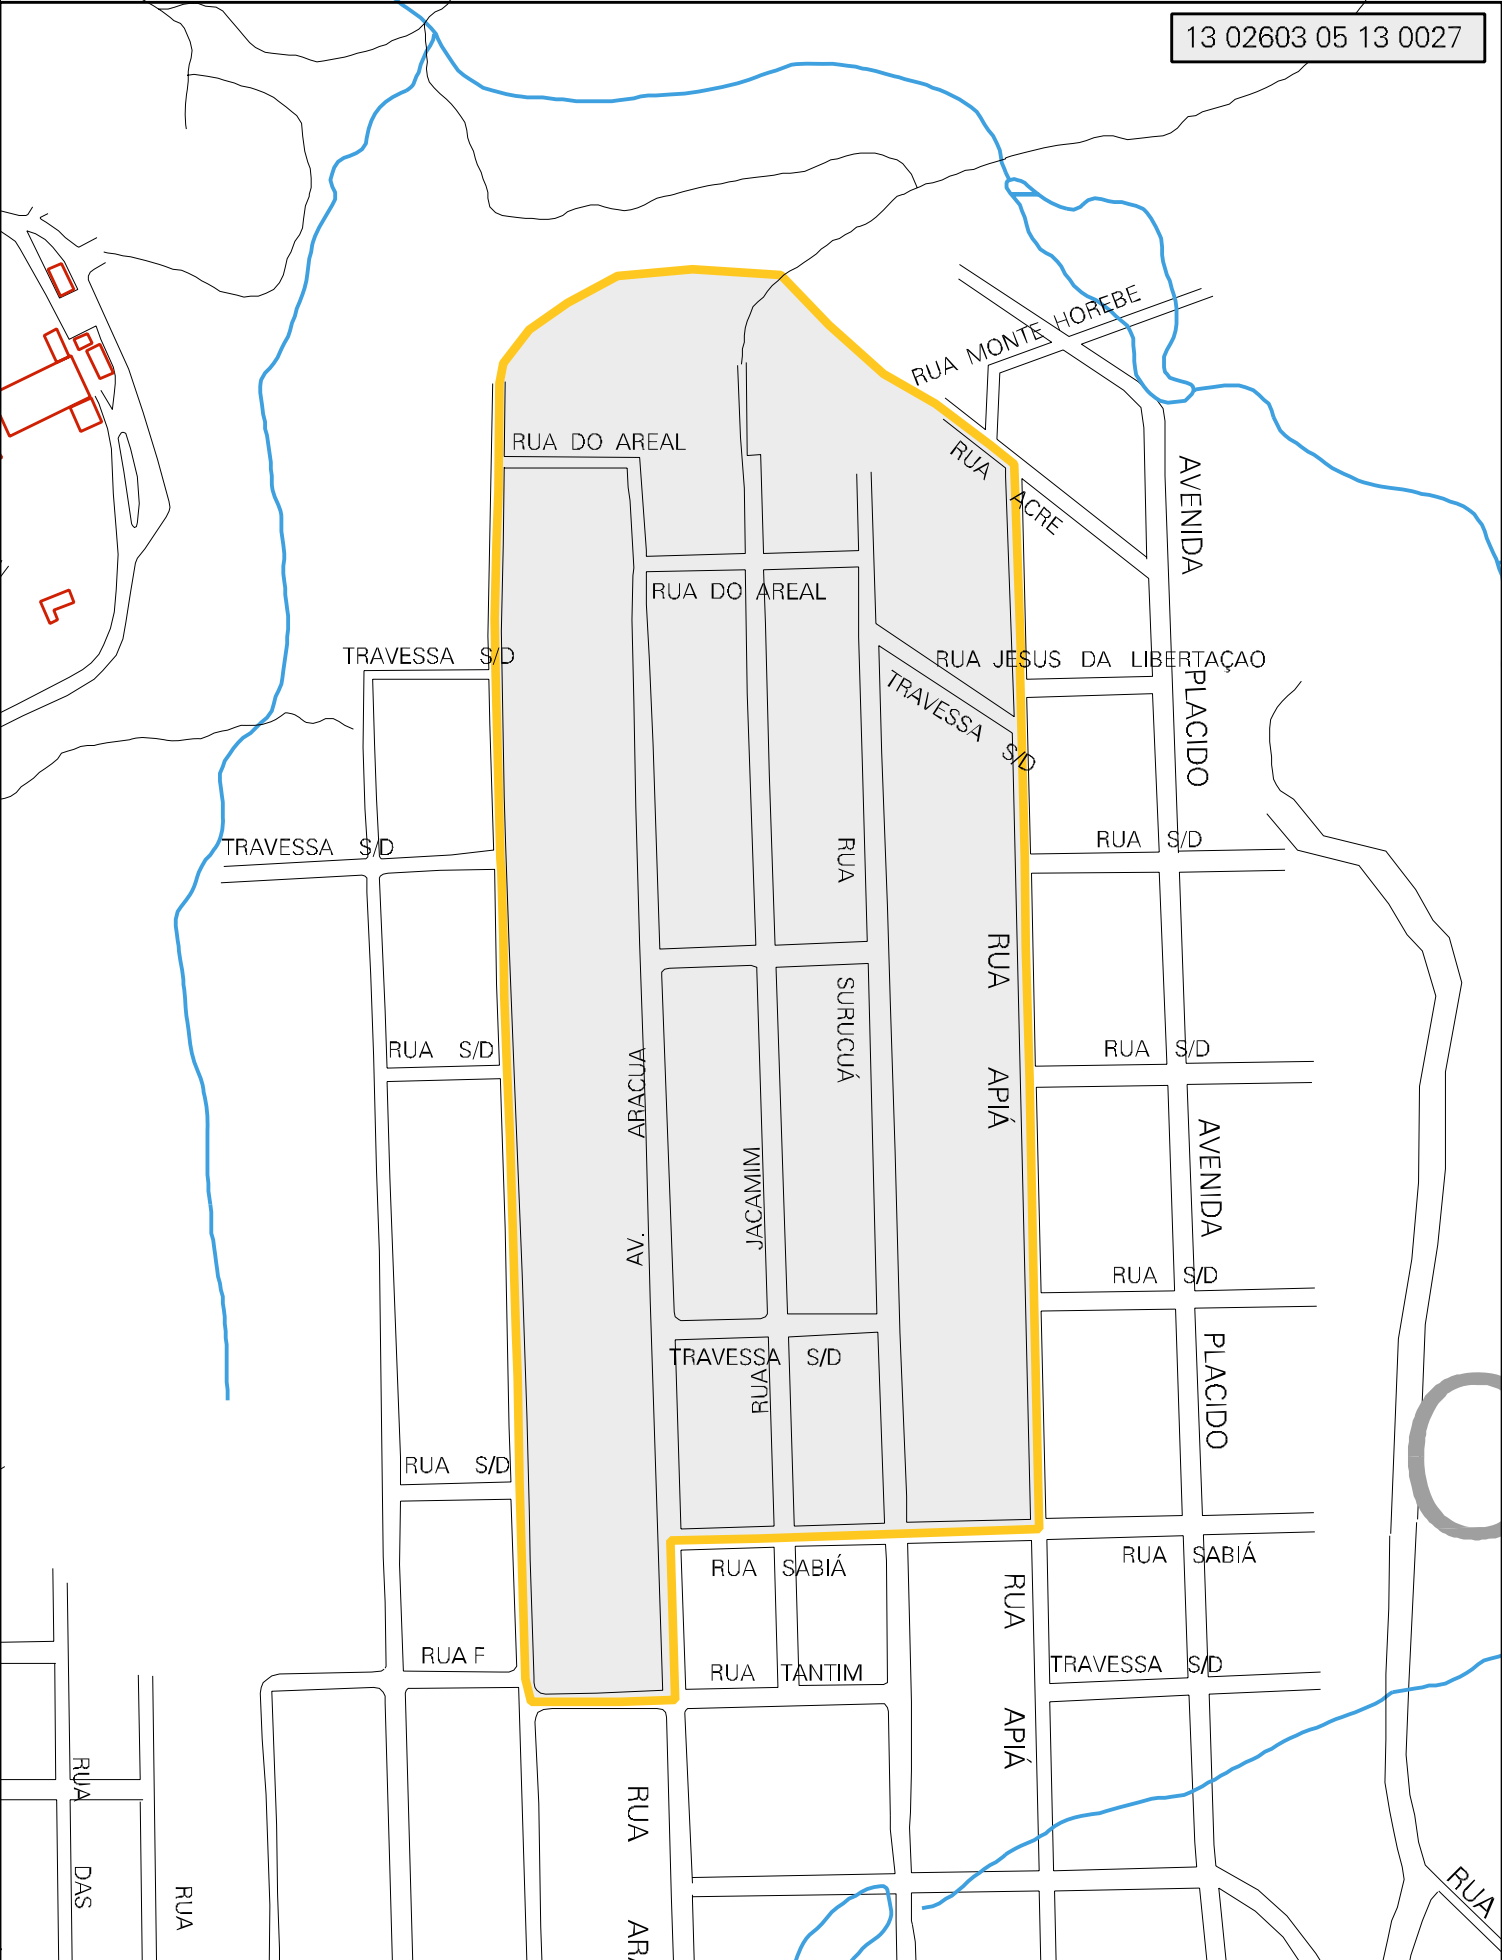 13 02603 05 13 0027
RUA MONTE HOREBE
RUA DO AREAL
RUA ACRE
AVENIDA PLACIDO
RUA DO AREAL
TRAVESSA S/D
RUA JESUS DA LIBERTAÇAO
TRAVESSA S/D
TRAVESSA S/D
RUA S/D
RUA SURUCUÁ
RUA APIÁ
RUA S/D
RUA S/D
AV. ARACUA
RUA JACAMIM
AVENIDA PLACIDO
RUA S/D
TRAVESSA S/D
RUA S/D
RUA SABIÁ
RUA SABIÁ
RUA APIÁ
RUA F
RUA TANTIM
TRAVESSA S/D
RUA DAS
RUA
RUA ARA
RUA